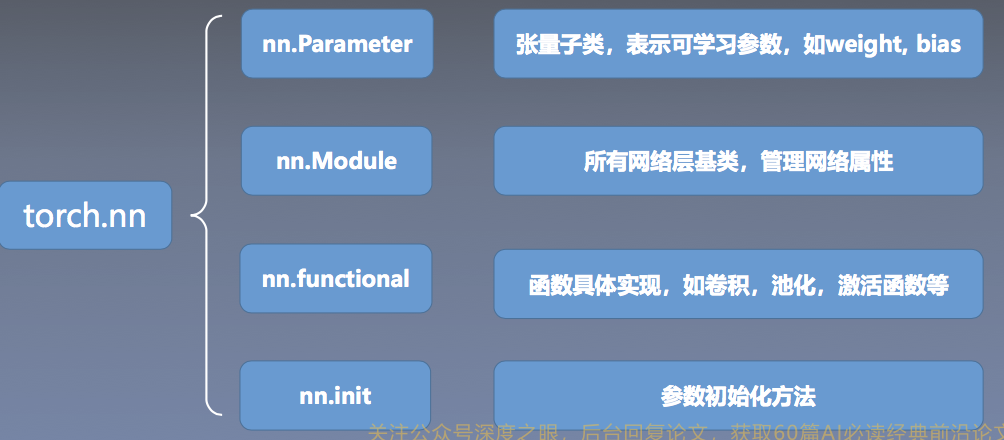 nn.Parameter
张量子类，表示可学习参数，如weight, bias
nn.Module
所有网络层基类，管理网络属性
torch.nn
nn.functional
函数具体实现，如卷积，池化，激活函数等
nn.init
参数初始化方法
关注公众号深度之眼，后台回复论文，获取60篇AI必读经典前沿论文